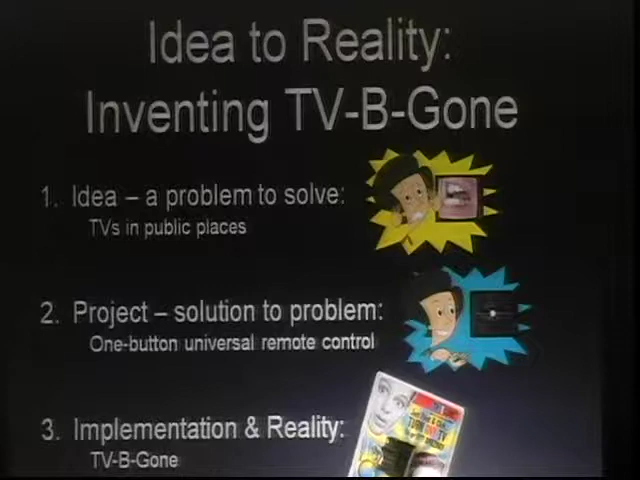 Idea to Reality:
Inventing TV-B-Gone
1. Idea – a problem to solve:
TVs in public places
2. Project – solution to problem:
One-button universal remote control
3. Implementation & Reality:
TV-B-Gone